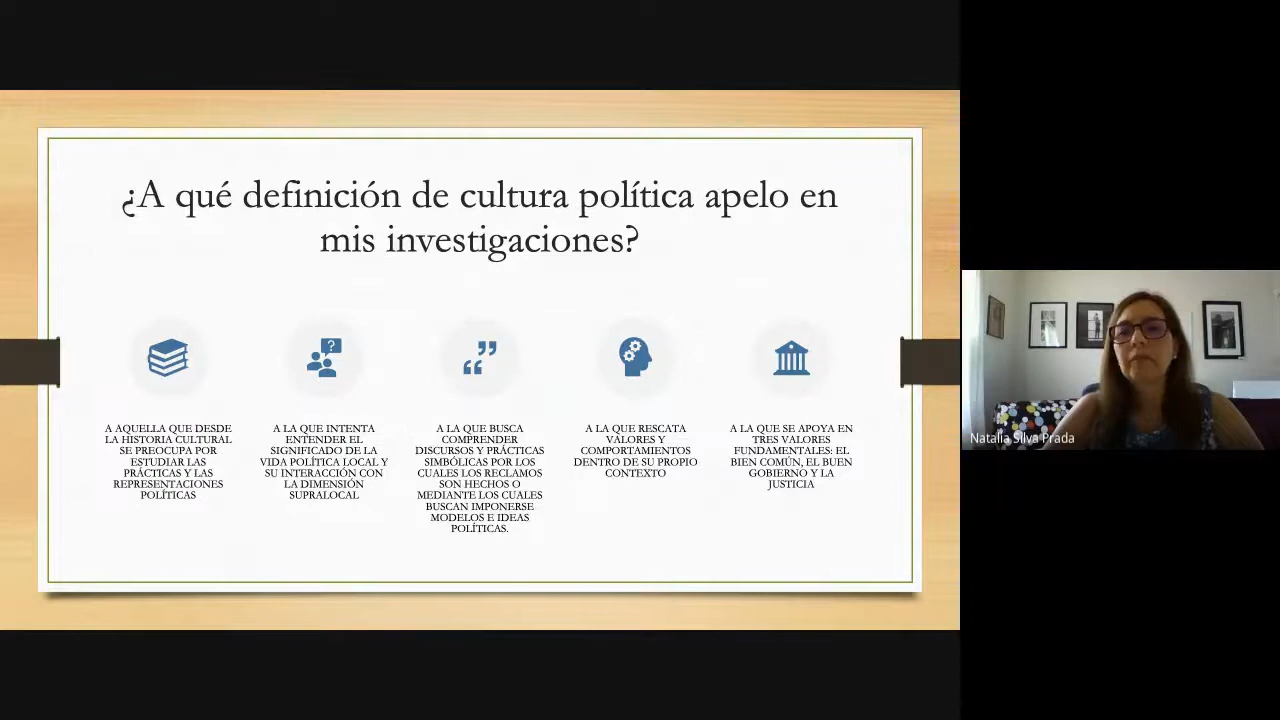 ¿A qué definición de cultura política apelo en
mis investigaciones?
A AQUELLA QUE DESDE
LA HISTORIA CULTURAL
SE PREOCUPA POR
ESTUDIAR LAS
PRÁCTICAS Y LAS
REPRESENTACIONES
POLÍTICAS
A LA QUE INTENTA
ENTENDER EL
SIGNIFICADO DE LA
VIDA POLÍTICA LOCAL Y
SU INTERACCIÓN CON
LA DIMENSIÓN
SUPRALOCAL
A LA QUE BUSCA
COMPRENDER
DISCURSOS Y PRÁCTICAS
SIMBÓLICAS POR LOS
CUALES LOS RECLAMOS
SON HECHOS O
MEDIANTE LOS CUALES
BUSCAN IMPONERSE
MODELOS E IDEAS
POLÍTICAS.
A LA QUE RESCATA
VALORES Y
COMPORTAMIENTOS
DENTRO DE SU PROPIO
CONTEXTO
A LA QUE SE APOYA EN
TRES VALORES
FUNDAMENTALES: EL
BIEN COMÚN, EL BUEN
GOBIERNO Y LA
JUSTICIA
Natalia Silva Prada